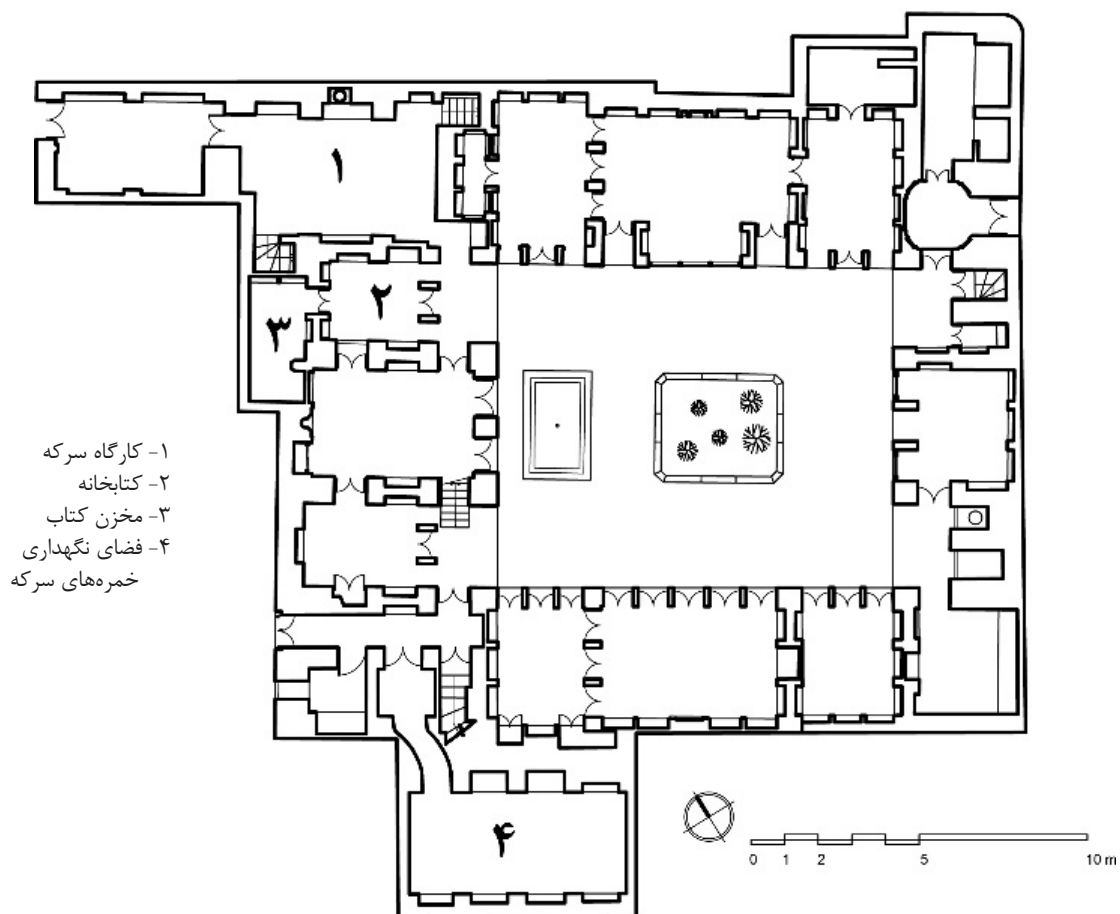 ۱
۲
۳
۱- کارگاه سرکه
۲- کتابخانه
۳- مخزن کتاب
۴- فضای نگهداری
خمره‌های سرکه
۴
0 1 2 5 10 m